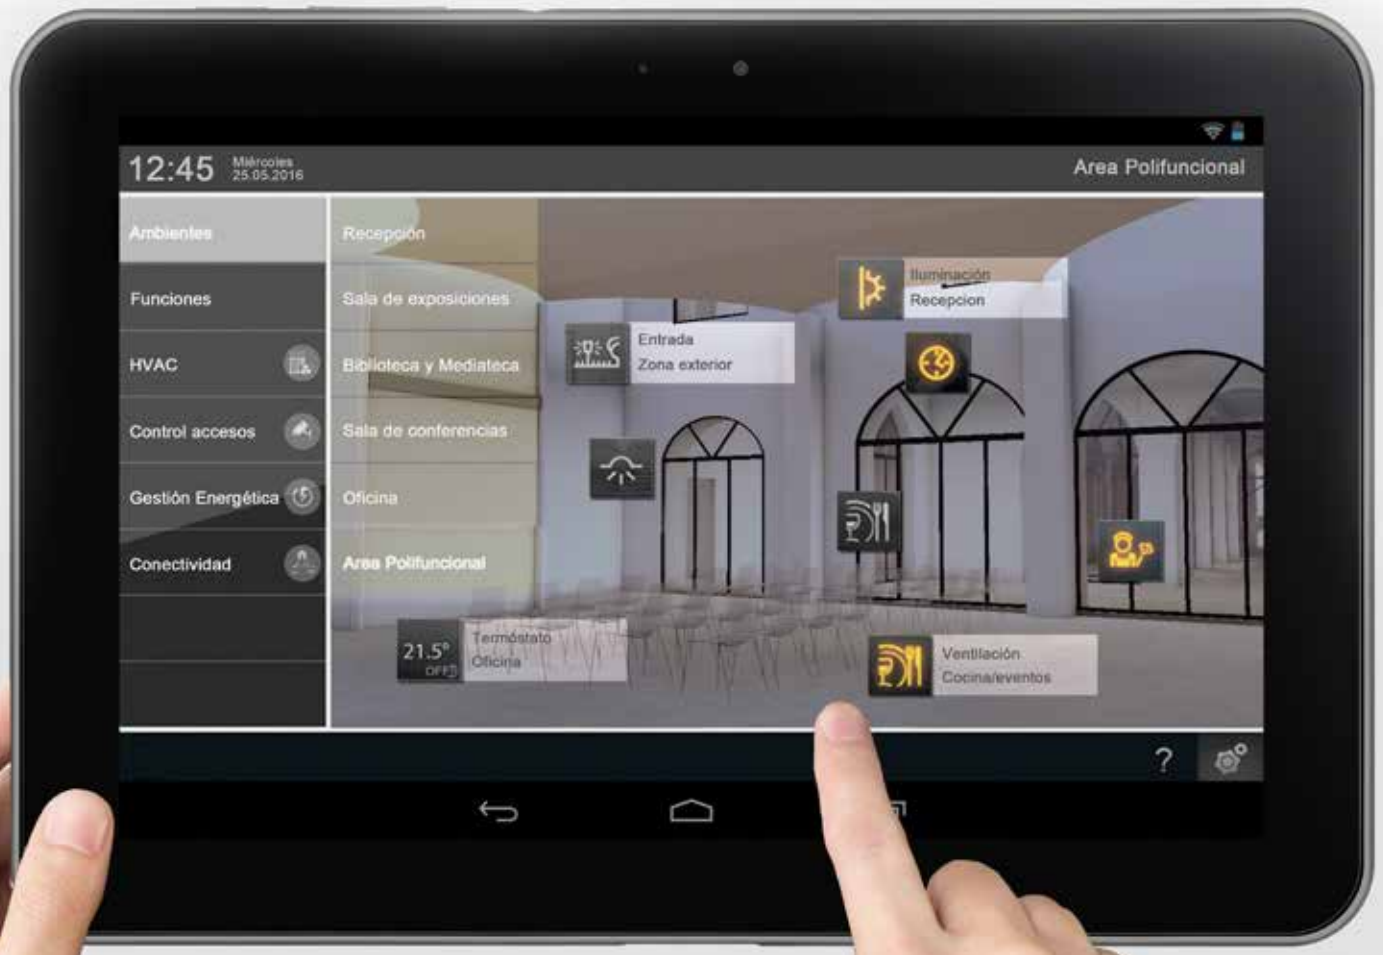 12:45
Miércoles
25.05.2016
Area Polifuncional
Ambientes
Funciones
HVAC
Control accesos
Gestión Energética
Conectividad
Recepción
Sala de exposiciones
Biblioteca y Mediateca
Sala de conferencias
Oficina
Area Polifuncional
Iluminación
Recepcion
Entrada
Zona exterior
21.5°
OFF
Termóstato
Oficina
Ventilación
Cocina/eventos
?